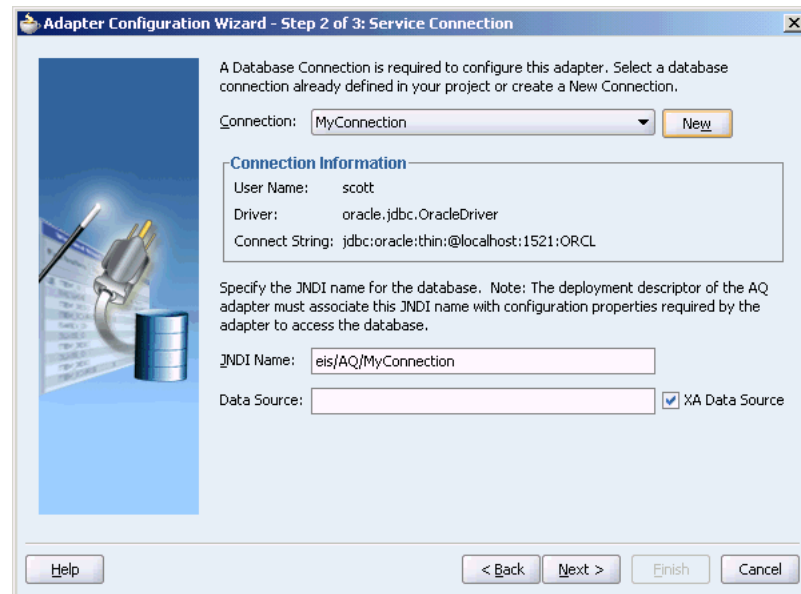 Adapter Configuration Wizard - Step 2 of 3: Service Connection
A Database Connection is required to configure this adapter. Select a database
connection already defined in your project or create a New Connection.
Connection: MyConnection New
Connection Information
User Name: scott
Driver: oracle.jdbc.OracleDriver
Connect String: jdbc:oracle:thin:@localhost:1521:ORCL
Specify the JNDI name for the database. Note: The deployment descriptor of the AQ
adapter must associate this JNDI name with configuration properties required by the
adapter to access the database.
JNDI Name: eis/AQ/MyConnection
Data Source: XA Data Source
Help < Back Next > Finish Cancel